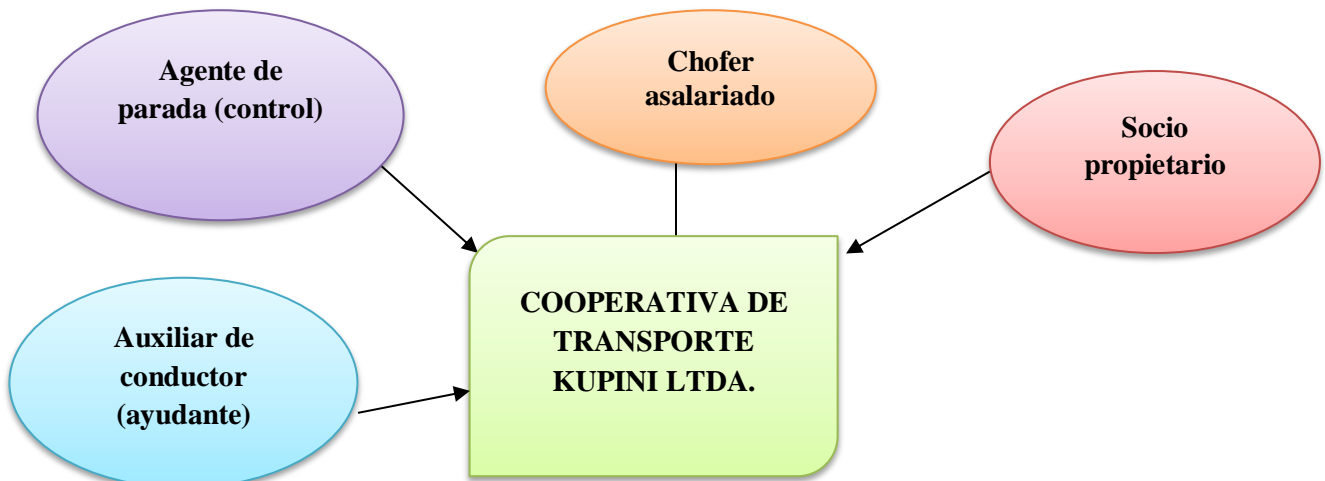 Agente de
parada (control)
Chofer
asalariado
Socio
propietario
COOPERATIVA DE
TRANSPORTE
KUPINI LTDA.
Auxiliar de
conductor
(ayudante)